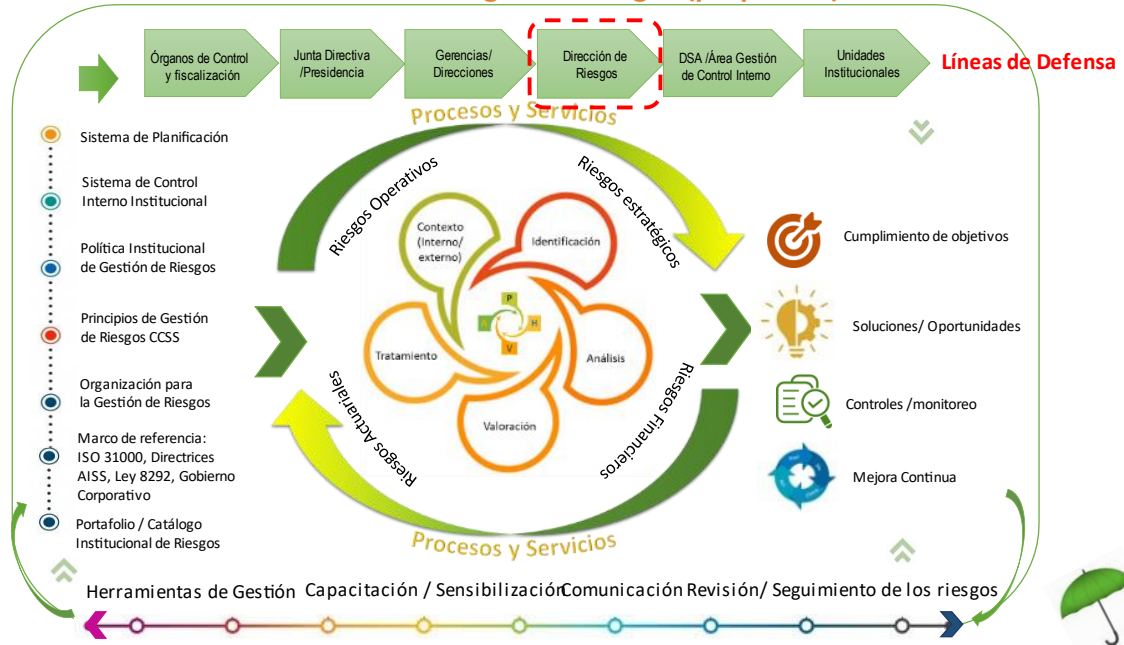 Órganos de Control
y fiscalización
Junta Directiva
/Presidencia
Gerencias/
Direcciones
Dirección de
Riesgos
DSA /Área Gestión
de Control Interno
Unidades
Institucionales
Líneas de Defensa
Procesos y Servicios
Sistema de Planificación
Sistema de Control
Interno Institucional
Política Institucional
de Gestión de Riesgos
Principios de Gestión
de Riesgos CCSS
Organización para
la Gestión de Riesgos
Marco de referencia:
ISO 31000, Directrices
AISS, Ley 8292, Gobierno
Corporativo
Portafolio / Catálogo
Institucional de Riesgos
Riesgos Operativos
Riesgos estratégicos
Contexto
(Interno/
externo)
Identificación
P
A
H
V
Tratamiento
Análisis
Valoración
Riesgos Actuariales
Riesgos Financieros
Procesos y Servicios
Cumplimiento de objetivos
Soluciones/ Oportunidades
Controles /monitoreo
Mejora Continua
Herramientas de Gestión
Capacitación / Sensibilización
Comunicación
Revisión/ Seguimiento de los riesgos